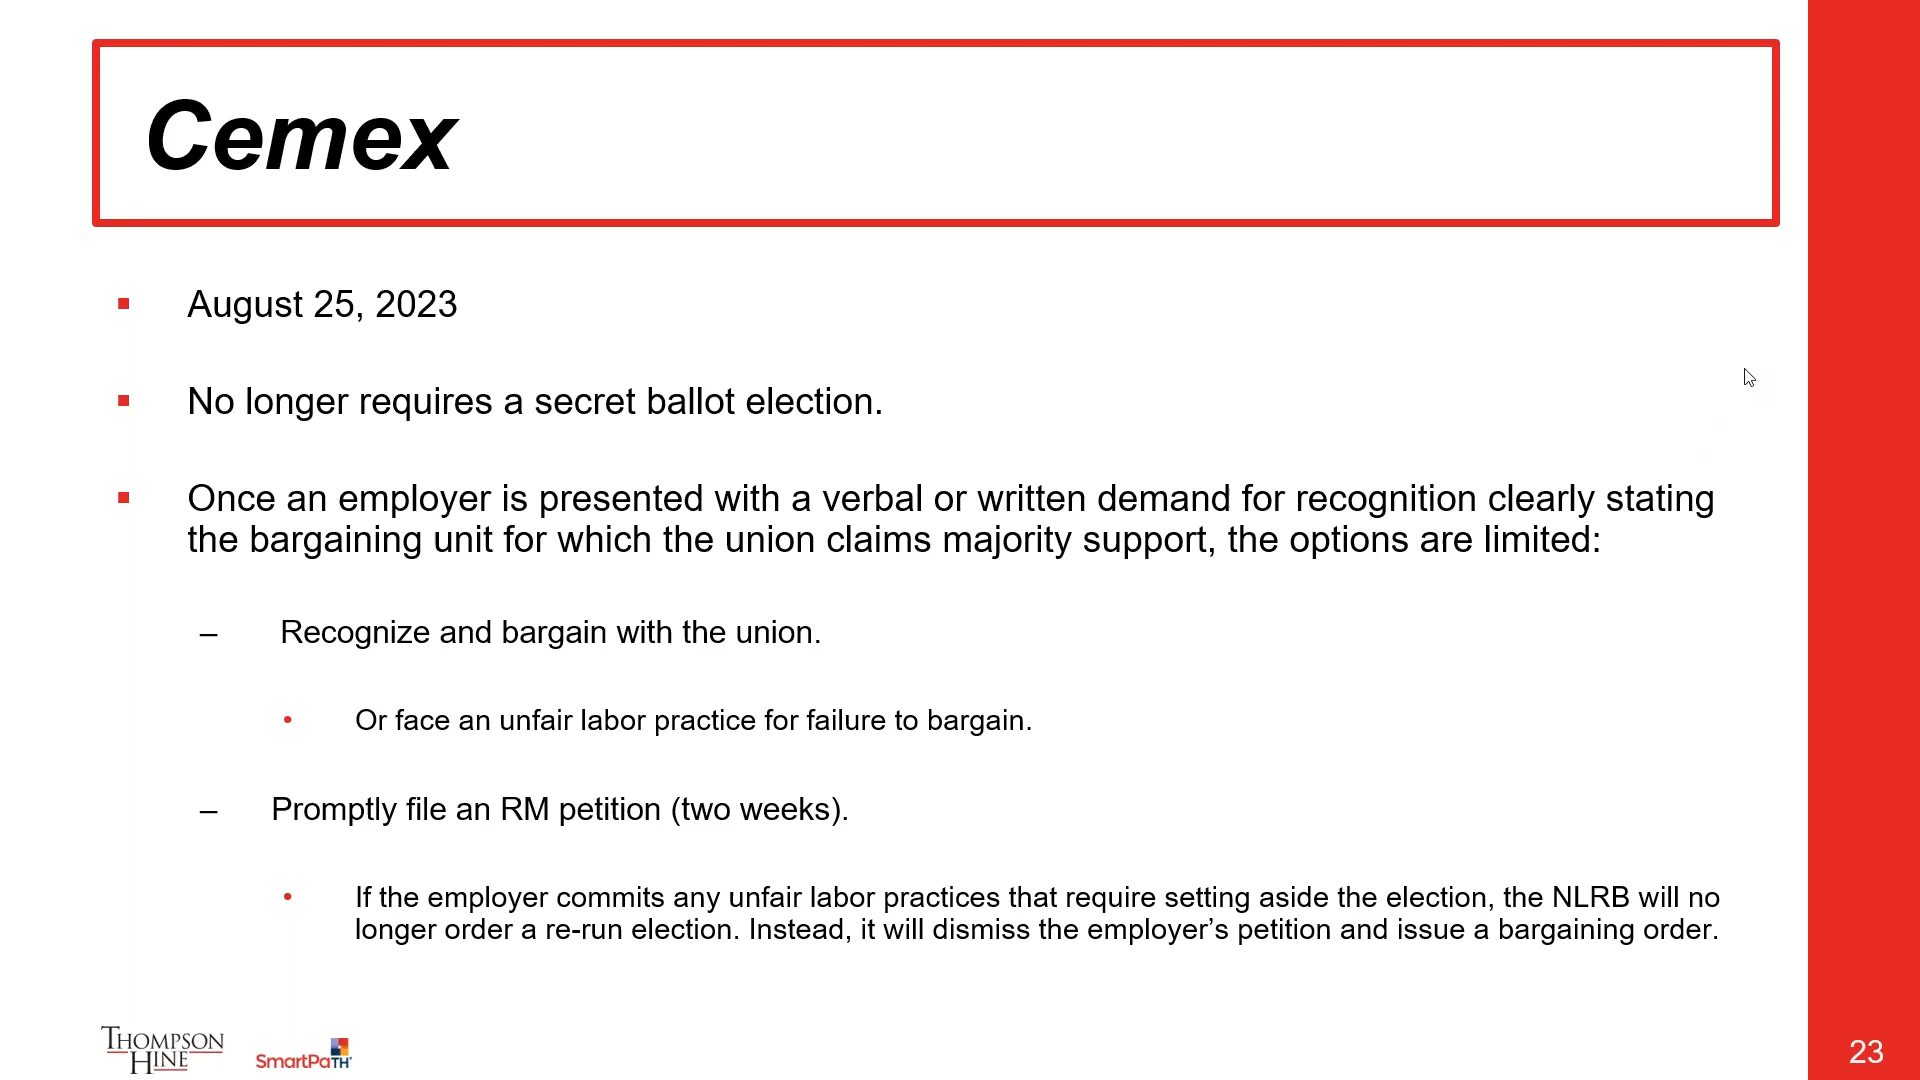 Cemex
August 25, 2023
No longer requires a secret ballot election.
Once an employer is presented with a verbal or written demand for recognition clearly stating
the bargaining unit for which the union claims majority support, the options are limited:
– Recognize and bargain with the union.
• Or face an unfair labor practice for failure to bargain.
– Promptly file an RM petition (two weeks).
• If the employer commits any unfair labor practices that require setting aside the election, the NLRB will no
longer order a re-run election. Instead, it will dismiss the employer’s petition and issue a bargaining order.
THOMPSON
HINE
SmartPaTH
23